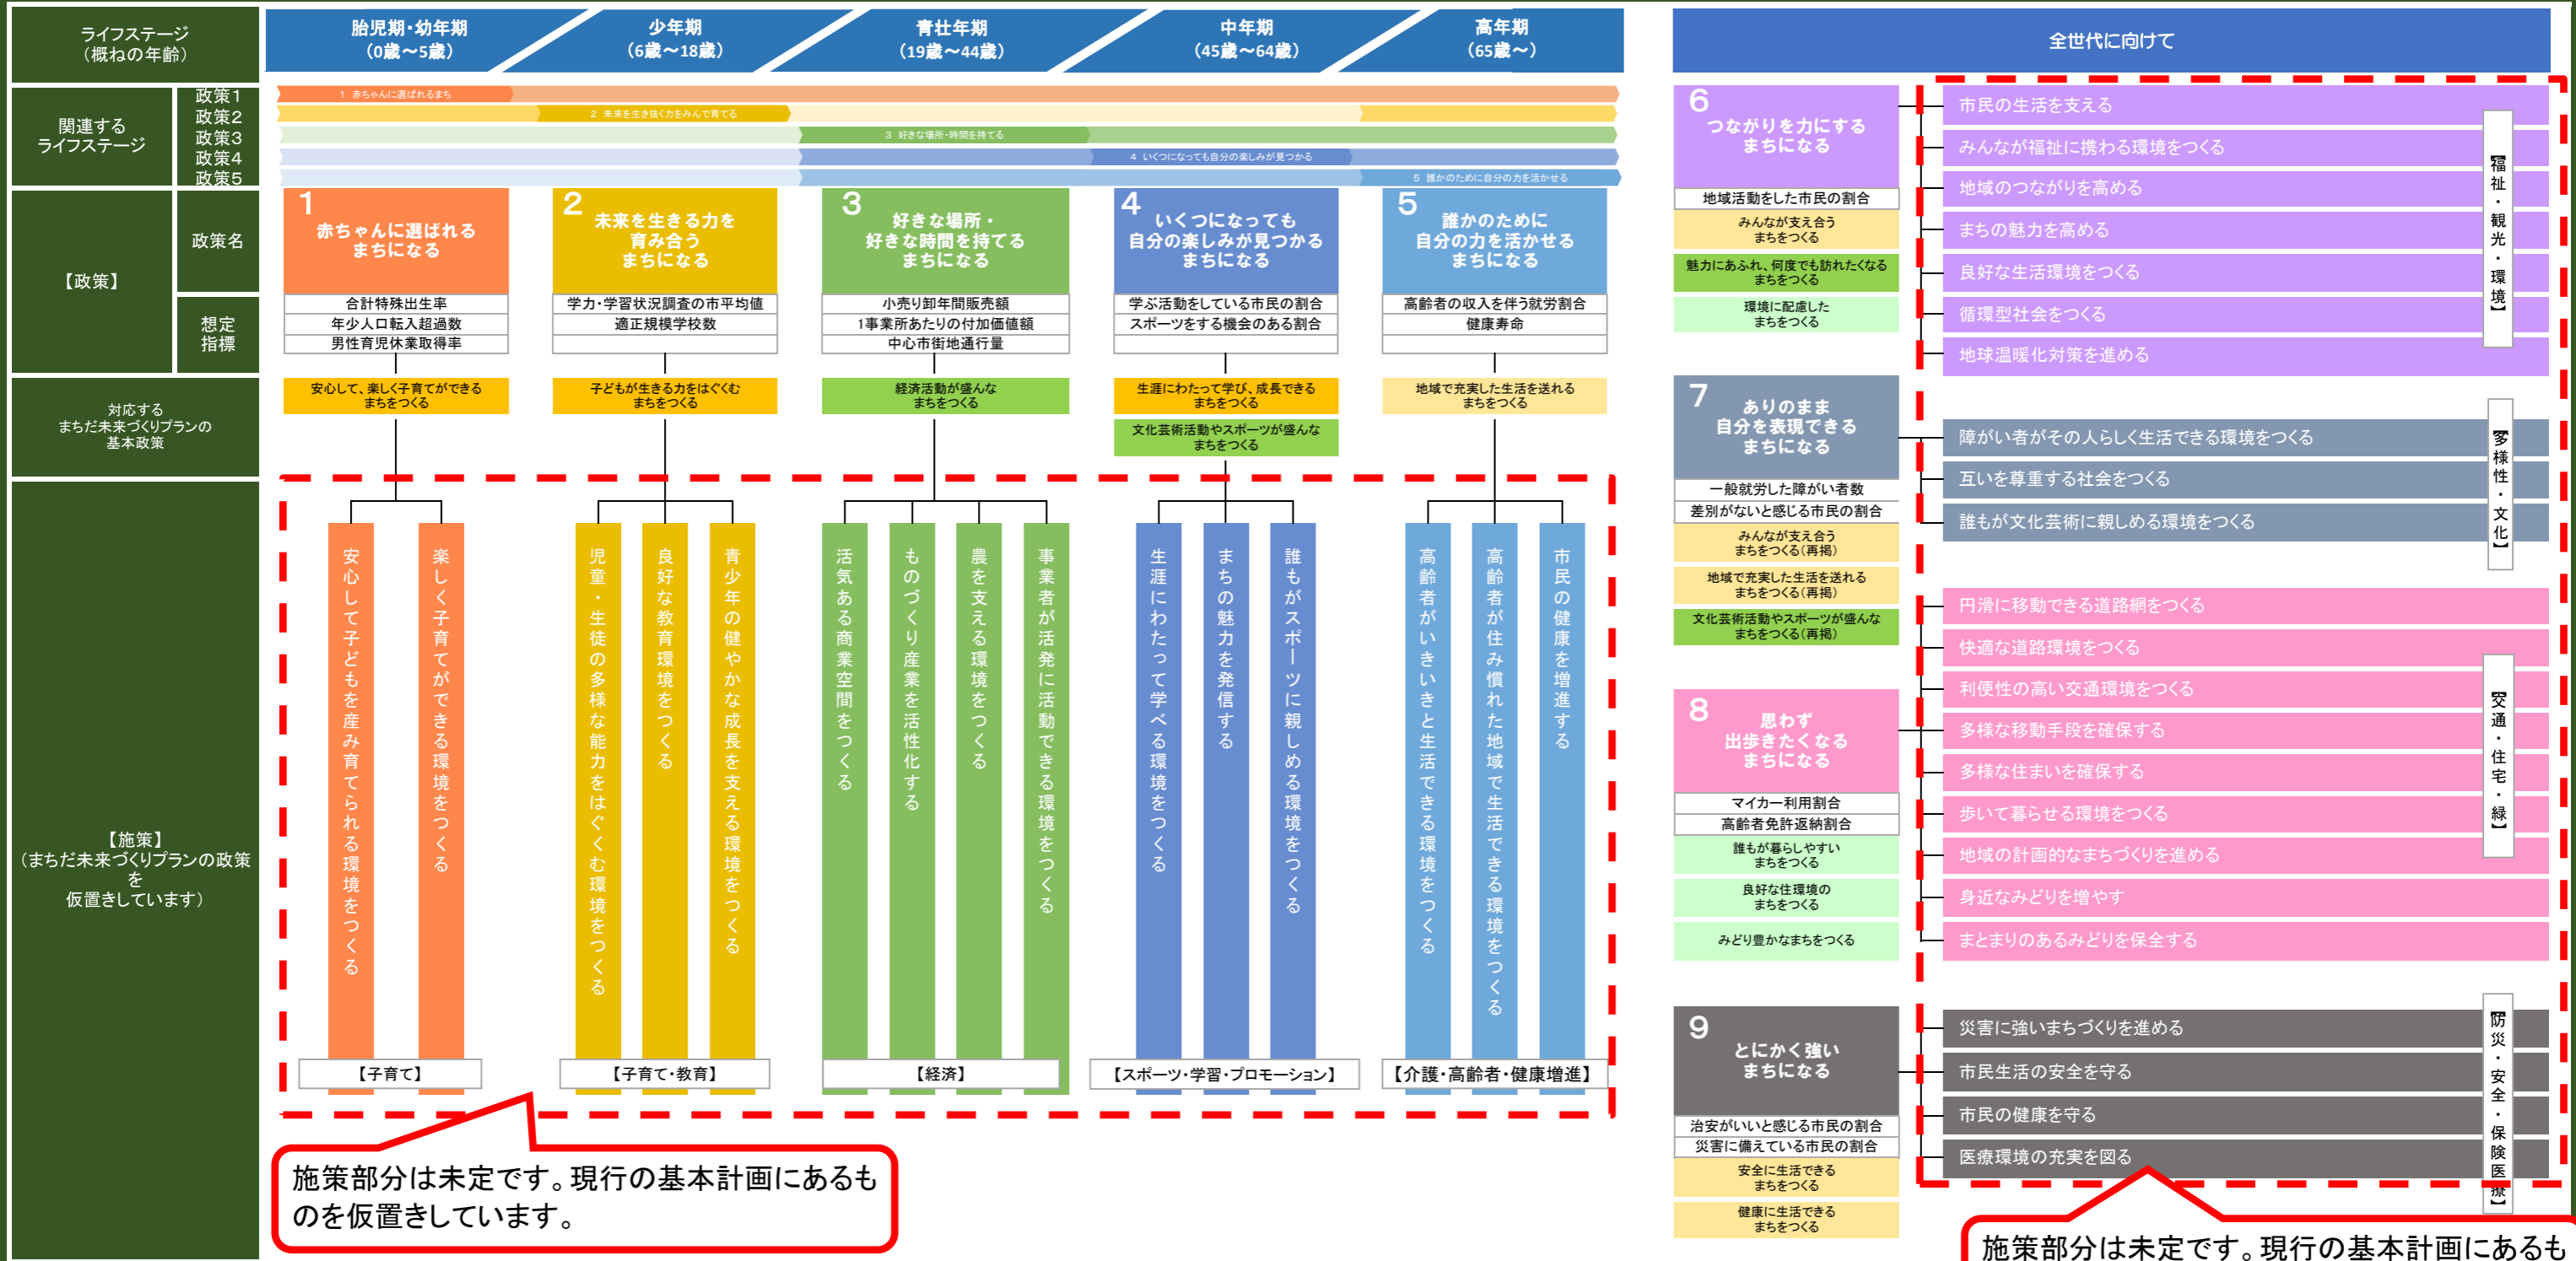 ライフステージ
（概ねの年齢）
胎児期・幼年期
（0歳～5歳）
少年期
（6歳～18歳）
青壮年期
（19歳～44歳）
中年期
（45歳～64歳）
高年期
（65歳～）
全世代に向けて
関連する
ライフステージ
政策1
政策2
政策3
政策4
政策5
1 赤ちゃんに選ばれるまち
2 未来を生き抜く力をみんで育てる
3 好きな場所・時間を持てる
4 いくつになっても自分の楽しみが見つかる
5 誰かのために自分の力を活かせる
【政策】
政策名
想定
指標
1
赤ちゃんに選ばれる
まちになる
合計特殊出生率
年少人口転入超過数
男性育児休業取得率
2
未来を生きる力を
育み合う
まちになる
学力・学習状況調査の市平均値
適正規模学校数
3
好きな場所・
好きな時間を持てる
まちになる
小売り卸年間販売額
1事業所あたりの付加価値額
中心市街地通行量
4
いくつになっても
自分の楽しみが見つかる
まちになる
学ぶ活動をしている市民の割合
スポーツをする機会のある割合
5
誰かのために
自分の力を活かせる
まちになる
高齢者の収入を伴う就労割合
健康寿命
対応する
まちだ未来づくりプランの
基本政策
安心して、楽しく子育てができる
まちをつくる
子どもが生きる力をはぐくむ
まちをつくる
経済活動が盛んな
まちをつくる
生涯にわたって学び、成長できる
まちをつくる
文化芸術活動やスポーツが盛んな
まちをつくる
地域で充実した生活を送れる
まちをつくる
【施策】
（まちだ未来づくりプランの政策
を
仮置きしています）
安心して子どもを産み育てられる環境をつくる
楽しく子育てができる環境をつくる
【子育て】
児童・生徒の多様な能力をはぐくむ環境をつくる
良好な教育環境をつくる
青少年の健やかな成長を支える環境をつくる
【子育て・教育】
活気ある商業空間をつくる
ものづくり産業を活性化する
農を支える環境をつくる
事業者が活発に活動できる環境をつくる
【経済】
生涯にわたって学べる環境をつくる
まちの魅力を発信する
誰もがスポーツに親しめる環境をつくる
【スポーツ・学習・プロモーション】
高齢者がいきいきと生活できる環境をつくる
高齢者が住み慣れた地域で生活できる環境をつくる
市民の健康を増進する
【介護・高齢者・健康増進】
施策部分は未定です。現行の基本計画にあるも
のを仮置きしています。
6
つながりを力にする
まちになる
地域活動をした市民の割合
みんなが支え合う
まちをつくる
魅力にあふれ、何度でも訪れたくなる
まちをつくる
環境に配慮した
まちをつくる
市民の生活を支える
みんなが福祉に携わる環境をつくる
地域のつながりを高める
まちの魅力を高める
良好な生活環境をつくる
循環型社会をつくる
地球温暖化対策を進める
【福祉・観光・環境】
7
ありのまま
自分を表現できる
まちになる
一般就労した障がい者数
差別がないと感じる市民の割合
みんなが支え合う
まちをつくる（再掲）
地域で充実した生活を送れる
まちをつくる（再掲）
文化芸術活動やスポーツが盛んな
まちをつくる（再掲）
障がい者がその人らしく生活できる環境をつくる
互いを尊重する社会をつくる
誰もが文化芸術に親しめる環境をつくる
【多様性・文化】
8
思わず
出歩きたくなる
まちになる
マイカー利用割合
高齢者免許返納割合
誰もが暮らしやすい
まちをつくる
良好な住環境の
まちをつくる
みどり豊かなまちをつくる
円滑に移動できる道路網をつくる
快適な道路環境をつくる
利便性の高い交通環境をつくる
多様な移動手段を確保する
多様な住まいを確保する
歩いて暮らせる環境をつくる
地域の計画的なまちづくりを進める
身近なみどりを増やす
まとまりのあるみどりを保全する
【交通・住宅・緑】
9
とにかく強い
まちになる
治安がいいと感じる市民の割合
災害に備えている市民の割合
安全に生活できる
まちをつくる
健康に生活できる
まちをつくる
災害に強いまちづくりを進める
市民生活の安全を守る
市民の健康を守る
医療環境の充実を図る
【防災・安全・保険医療】
施策部分は未定です。現行の基本計画にあるも